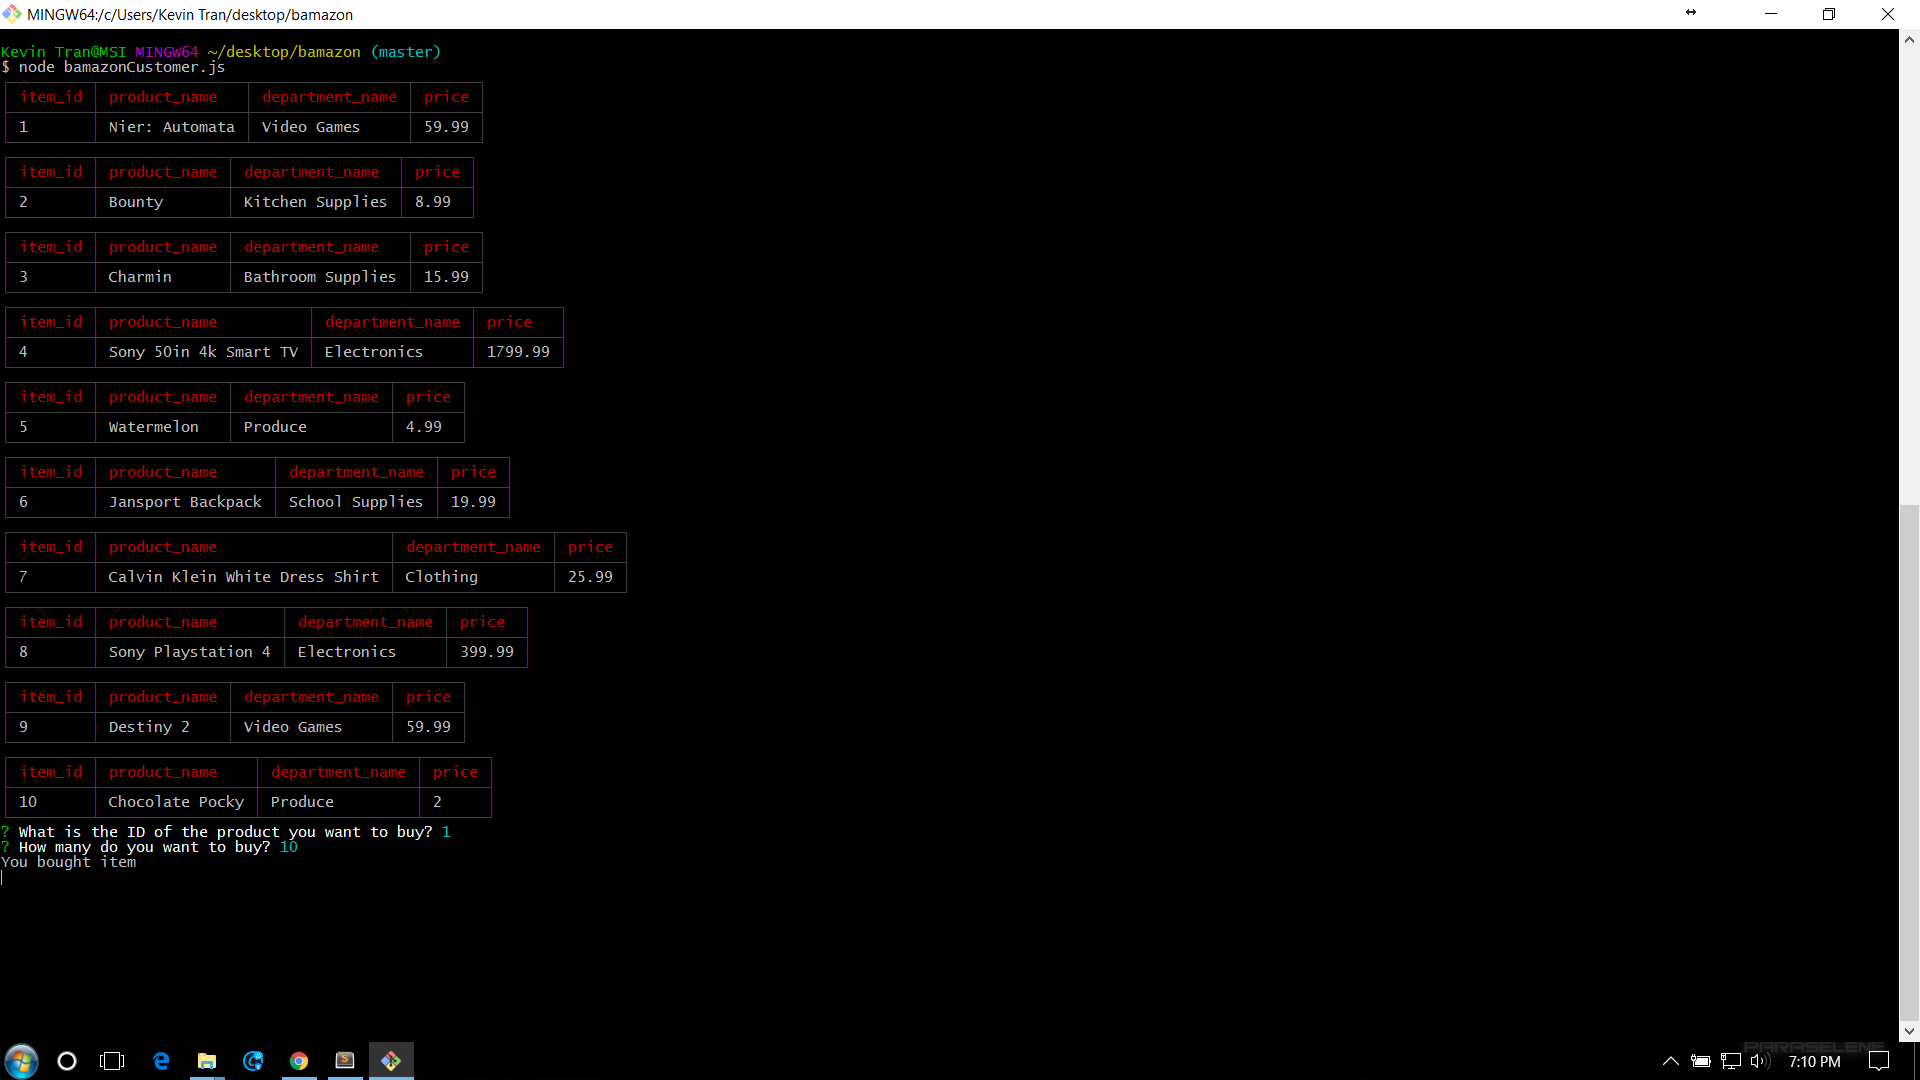 MINGW64:/c/Users/Kevin Tran/desktop/bamazon
Kevin Tran@MSI MINGW64 ~/desktop/bamazon (master)
$ node bamazonCustomer.js
item_id product_name department_name price
1 Nier: Automata Video Games 59.99
item_id product_name department_name price
2 Bounty Kitchen Supplies 8.99
item_id product_name department_name price
3 Charmin Bathroom Supplies 15.99
item_id product_name department_name price
4 Sony 50in 4k Smart TV Electronics 1799.99
item_id product_name department_name price
5 Watermelon Produce 4.99
item_id product_name department_name price
6 Jansport Backpack School Supplies 19.99
item_id product_name department_name price
7 Calvin Klein White Dress Shirt Clothing 25.99
item_id product_name department_name price
8 Sony Playstation 4 Electronics 399.99
item_id product_name department_name price
9 Destiny 2 Video Games 59.99
item_id product_name department_name price
10 Chocolate Pocky Produce 2
? What is the ID of the product you want to buy? 1
? How many do you want to buy? 10
You bought item
PARASELENE
7:10 PM